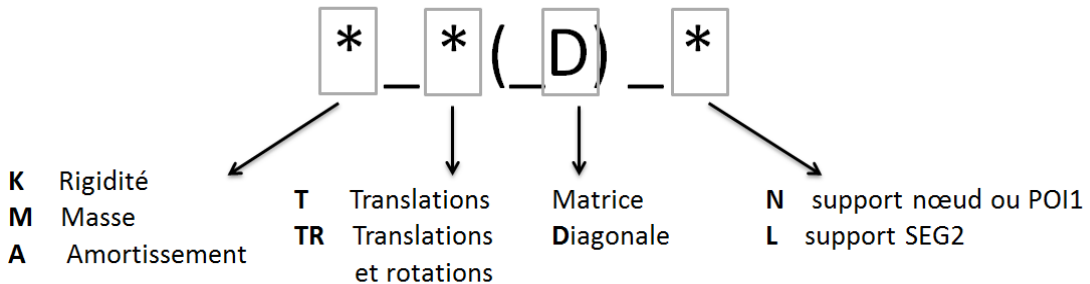 *_*(_D)_*
K Rigidité
M Masse
A Amortissement
T Translations
TR Translations
et rotations
Matrice
Diagonale
N support nœud ou POI1
L support SEG2